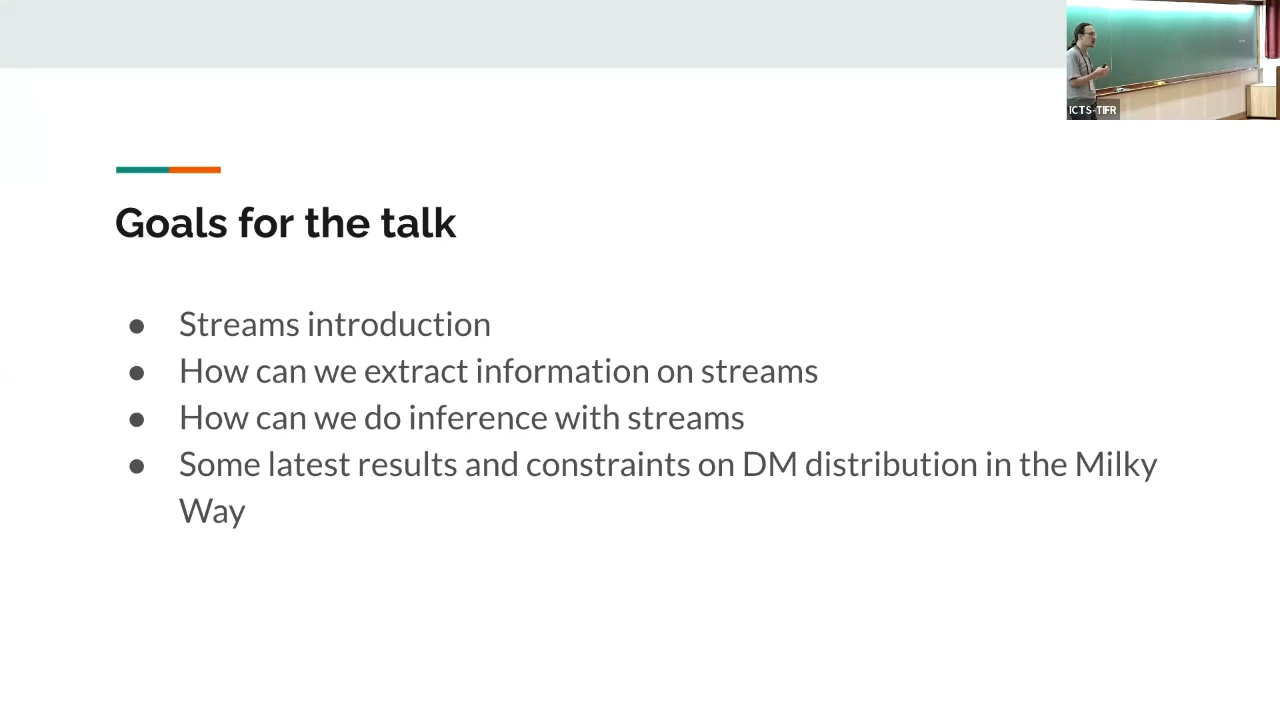 ICTS-TIFR
Goals for the talk
● Streams introduction
● How can we extract information on streams
● How can we do inference with streams
● Some latest results and constraints on DM distribution in the Milky
Way